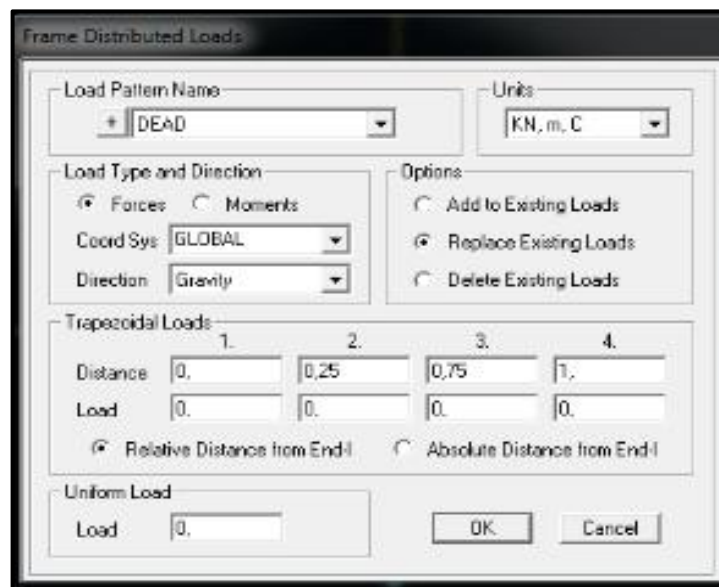 Frame Distributed Loads
Load Pattern Name
+ DEAD
Units
KN, m, C
Load Type and Direction
Forces Moments
Coord Sys GLOBAL
Direction Gravity
Options
Add to Existing Loads
Replace Existing Loads
Delete Existing Loads
Trapezoidal Loads
1. 2. 3. 4.
Distance 0, 0,25 0,75 1,
Load 0, 0, 0, 0,
Relative Distance from End-I Absolute Distance from End-I
Uniform Load
Load 0,
OK Cancel